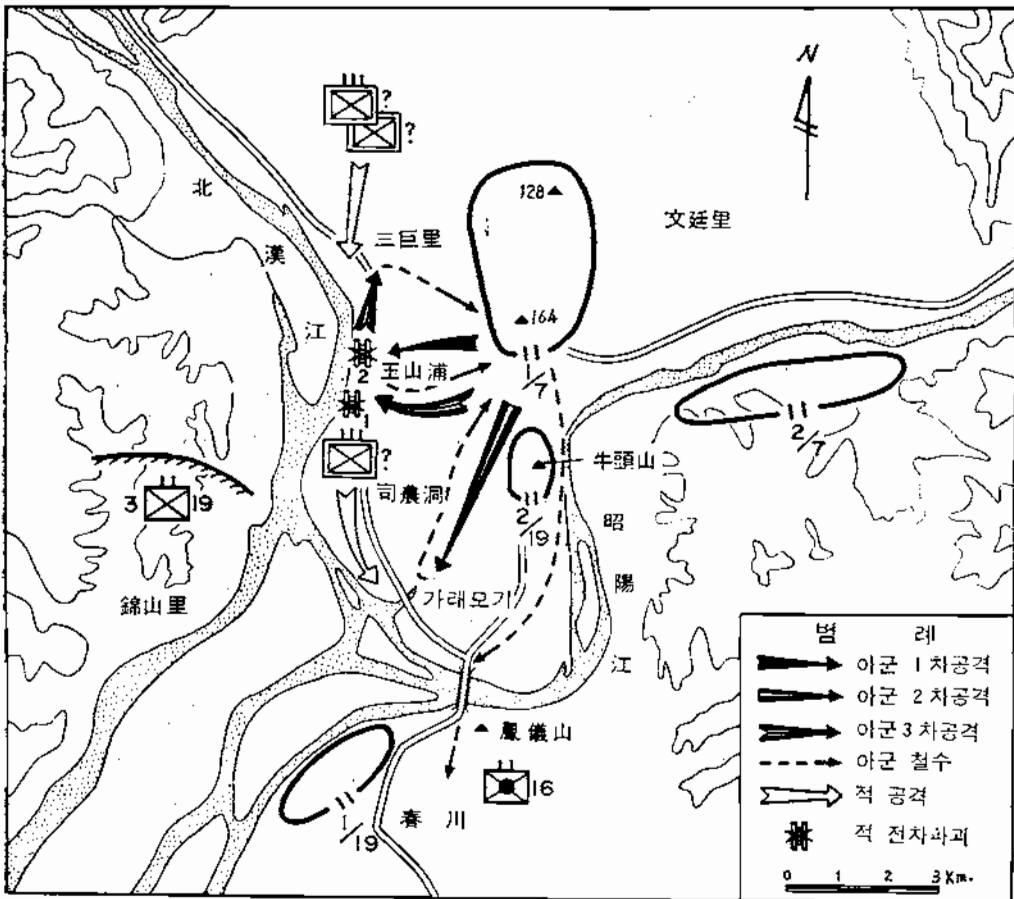 N
?
?
北
漢
江
三巨里
128
文廷里
164
1/7
2
玉山浦
2/7
?
牛頭山
司農洞
2/19
3 19
昭
陽
江
錦山里
가래모기
鳳儀山
16
春川
1/19
범 례
아군 1차공격
아군 2차공격
아군 3차공격
아군 철수
적 공격
적 전차파괴
0 1 2 3 Km.